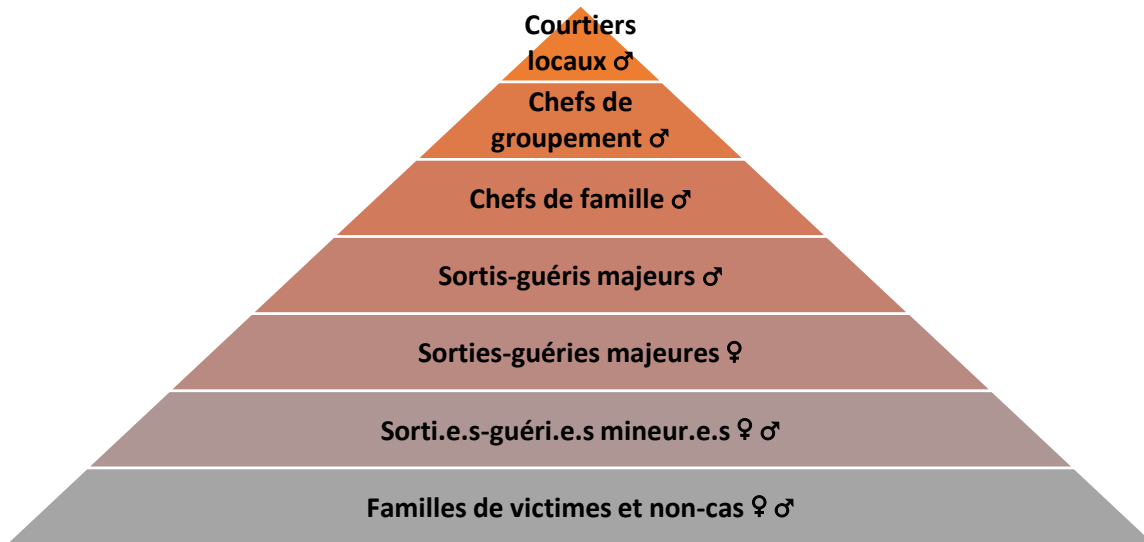 Courtiers
locaux ♂
Chefs de
groupement ♂
Chefs de famille ♂
Sortis-guéris majeurs ♂
Sorties-guéries majeures ♀
Sorti.e.s-guéri.e.s mineur.e.s ♀ ♂
Familles de victimes et non-cas ♀ ♂